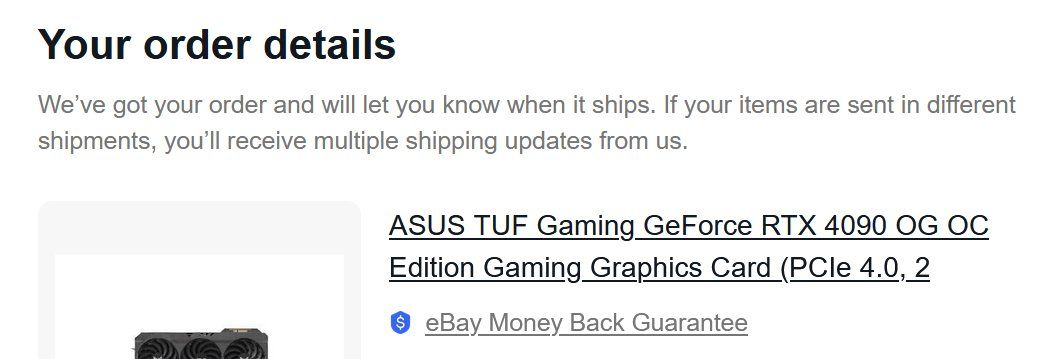 Your order details
We’ve got your order and will let you know when it ships. If your items are sent in different
shipments, you’ll receive multiple shipping updates from us.
ASUS TUF Gaming GeForce RTX 4090 OG OC
Edition Gaming Graphics Card (PCIe 4.0, 2
eBay Money Back Guarantee